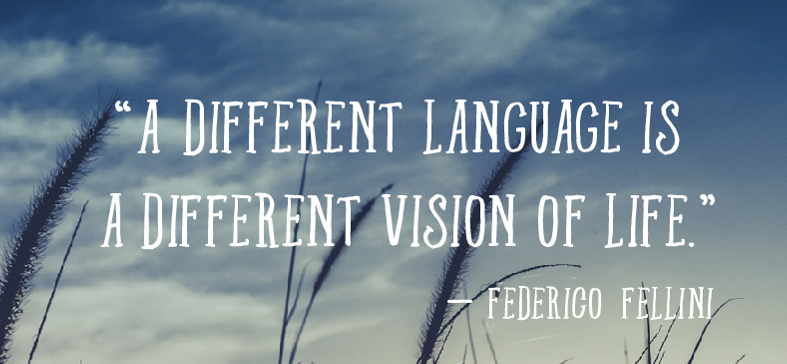 “A DIFFERENT LANGUAGE IS
A DIFFERENT VISION OF LIFE.”
– FEDERICO FELLINI